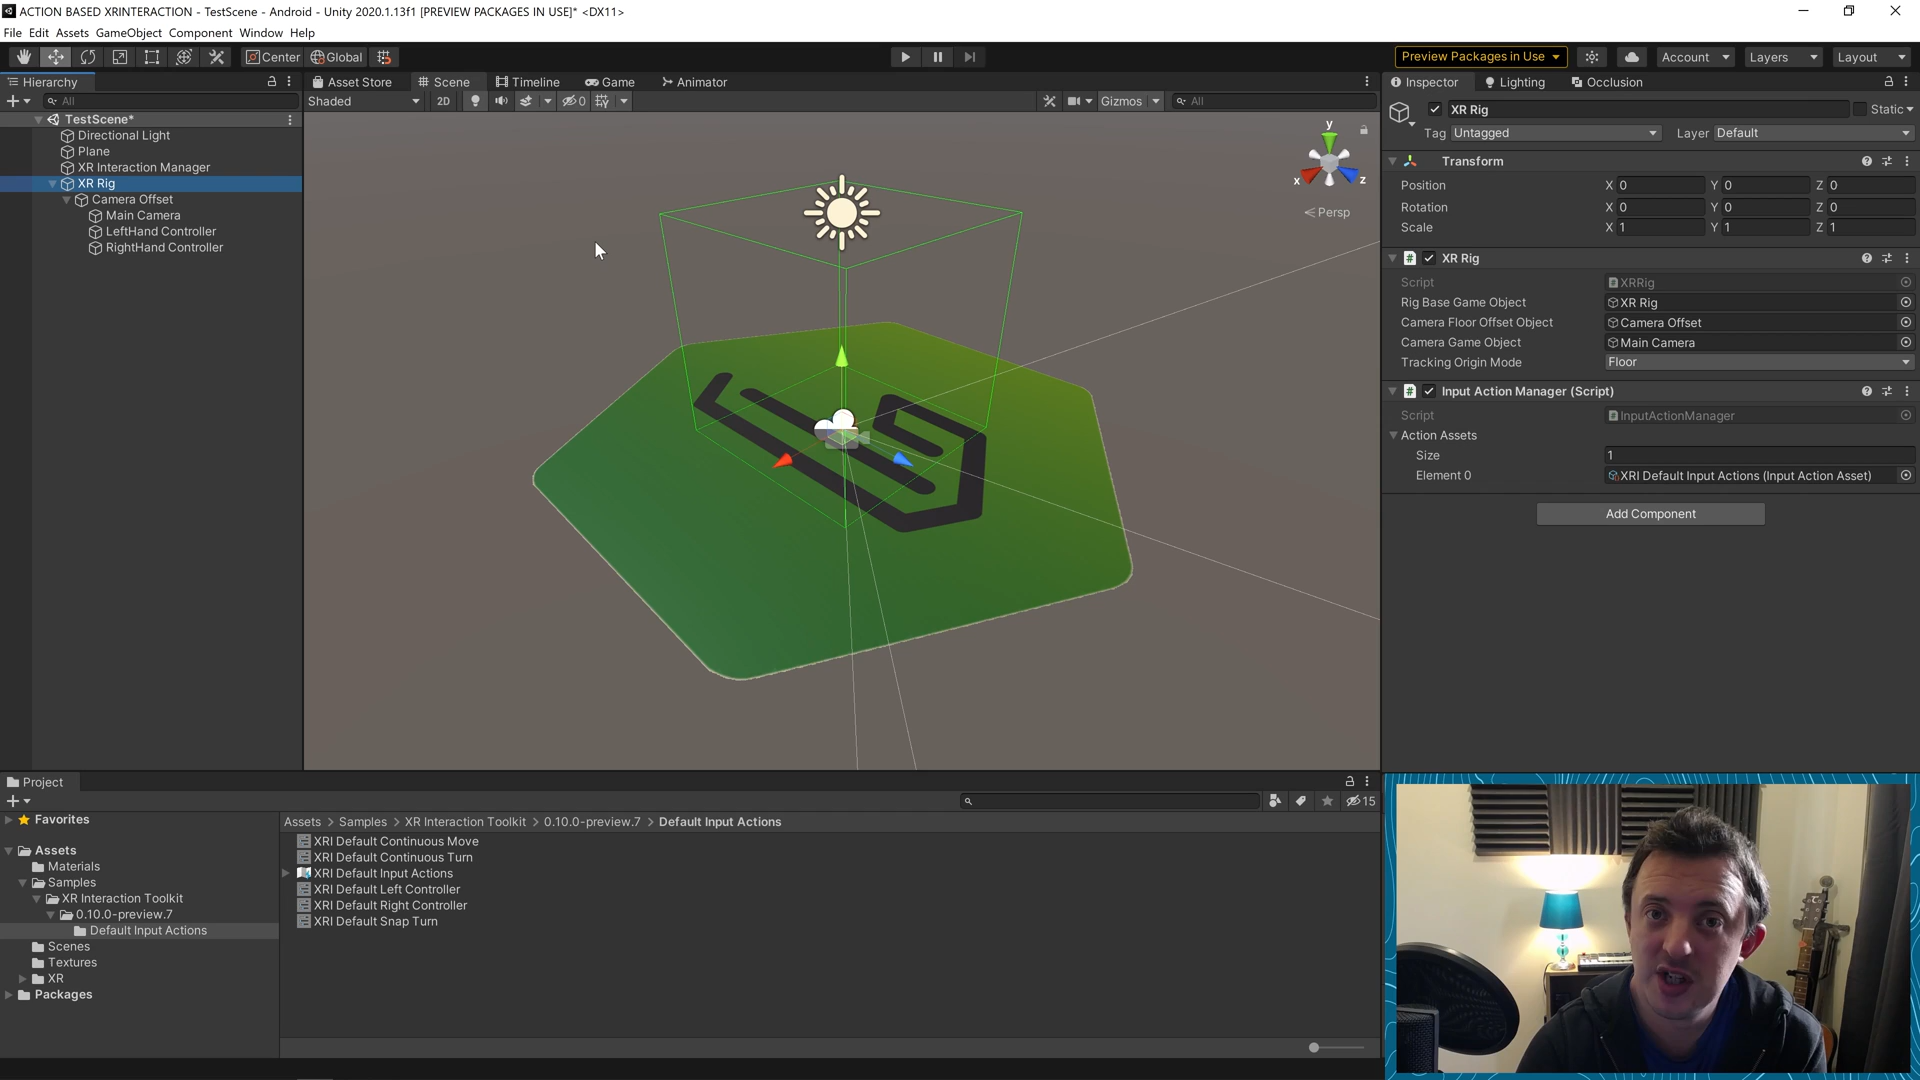 ACTION BASED XRINTERACTION - TestScene - Android - Unity 2020.1.13f1 [PREVIEW PACKAGES IN USE]* <DX11>
File Edit Assets GameObject Component Window Help
Center Global Preview Packages in Use Account Layers Layout
Hierarchy Asset Store Scene Timeline Game Animator Inspector Lighting Occlusion
All Shaded 2D 0 Gizmos All XR Rig Static
TestScene*
Directional Light
Plane
XR Interaction Manager
XR Rig
Camera Offset
Main Camera
LeftHand Controller
RightHand Controller
y
x z
Persp
Tag Untagged Layer Default
Transform
Position X 0 Y 0 Z 0
Rotation X 0 Y 0 Z 0
Scale X 1 Y 1 Z 1
XR Rig
Script XRRig
Rig Base Game Object XR Rig
Camera Floor Offset Object Camera Offset
Camera Game Object Main Camera
Tracking Origin Mode Floor
Input Action Manager (Script)
Script InputActionManager
Action Assets
Size 1
Element 0 XRI Default Input Actions (Input Action Asset)
Add Component
Project
15
Favorites
Assets
Materials
Samples
XR Interaction Toolkit
0.10.0-preview.7
Default Input Actions
Scenes
Textures
XR
Packages
Assets > Samples > XR Interaction Toolkit > 0.10.0-preview.7 > Default Input Actions
XRI Default Continuous Move
XRI Default Continuous Turn
XRI Default Input Actions
XRI Default Left Controller
XRI Default Right Controller
XRI Default Snap Turn